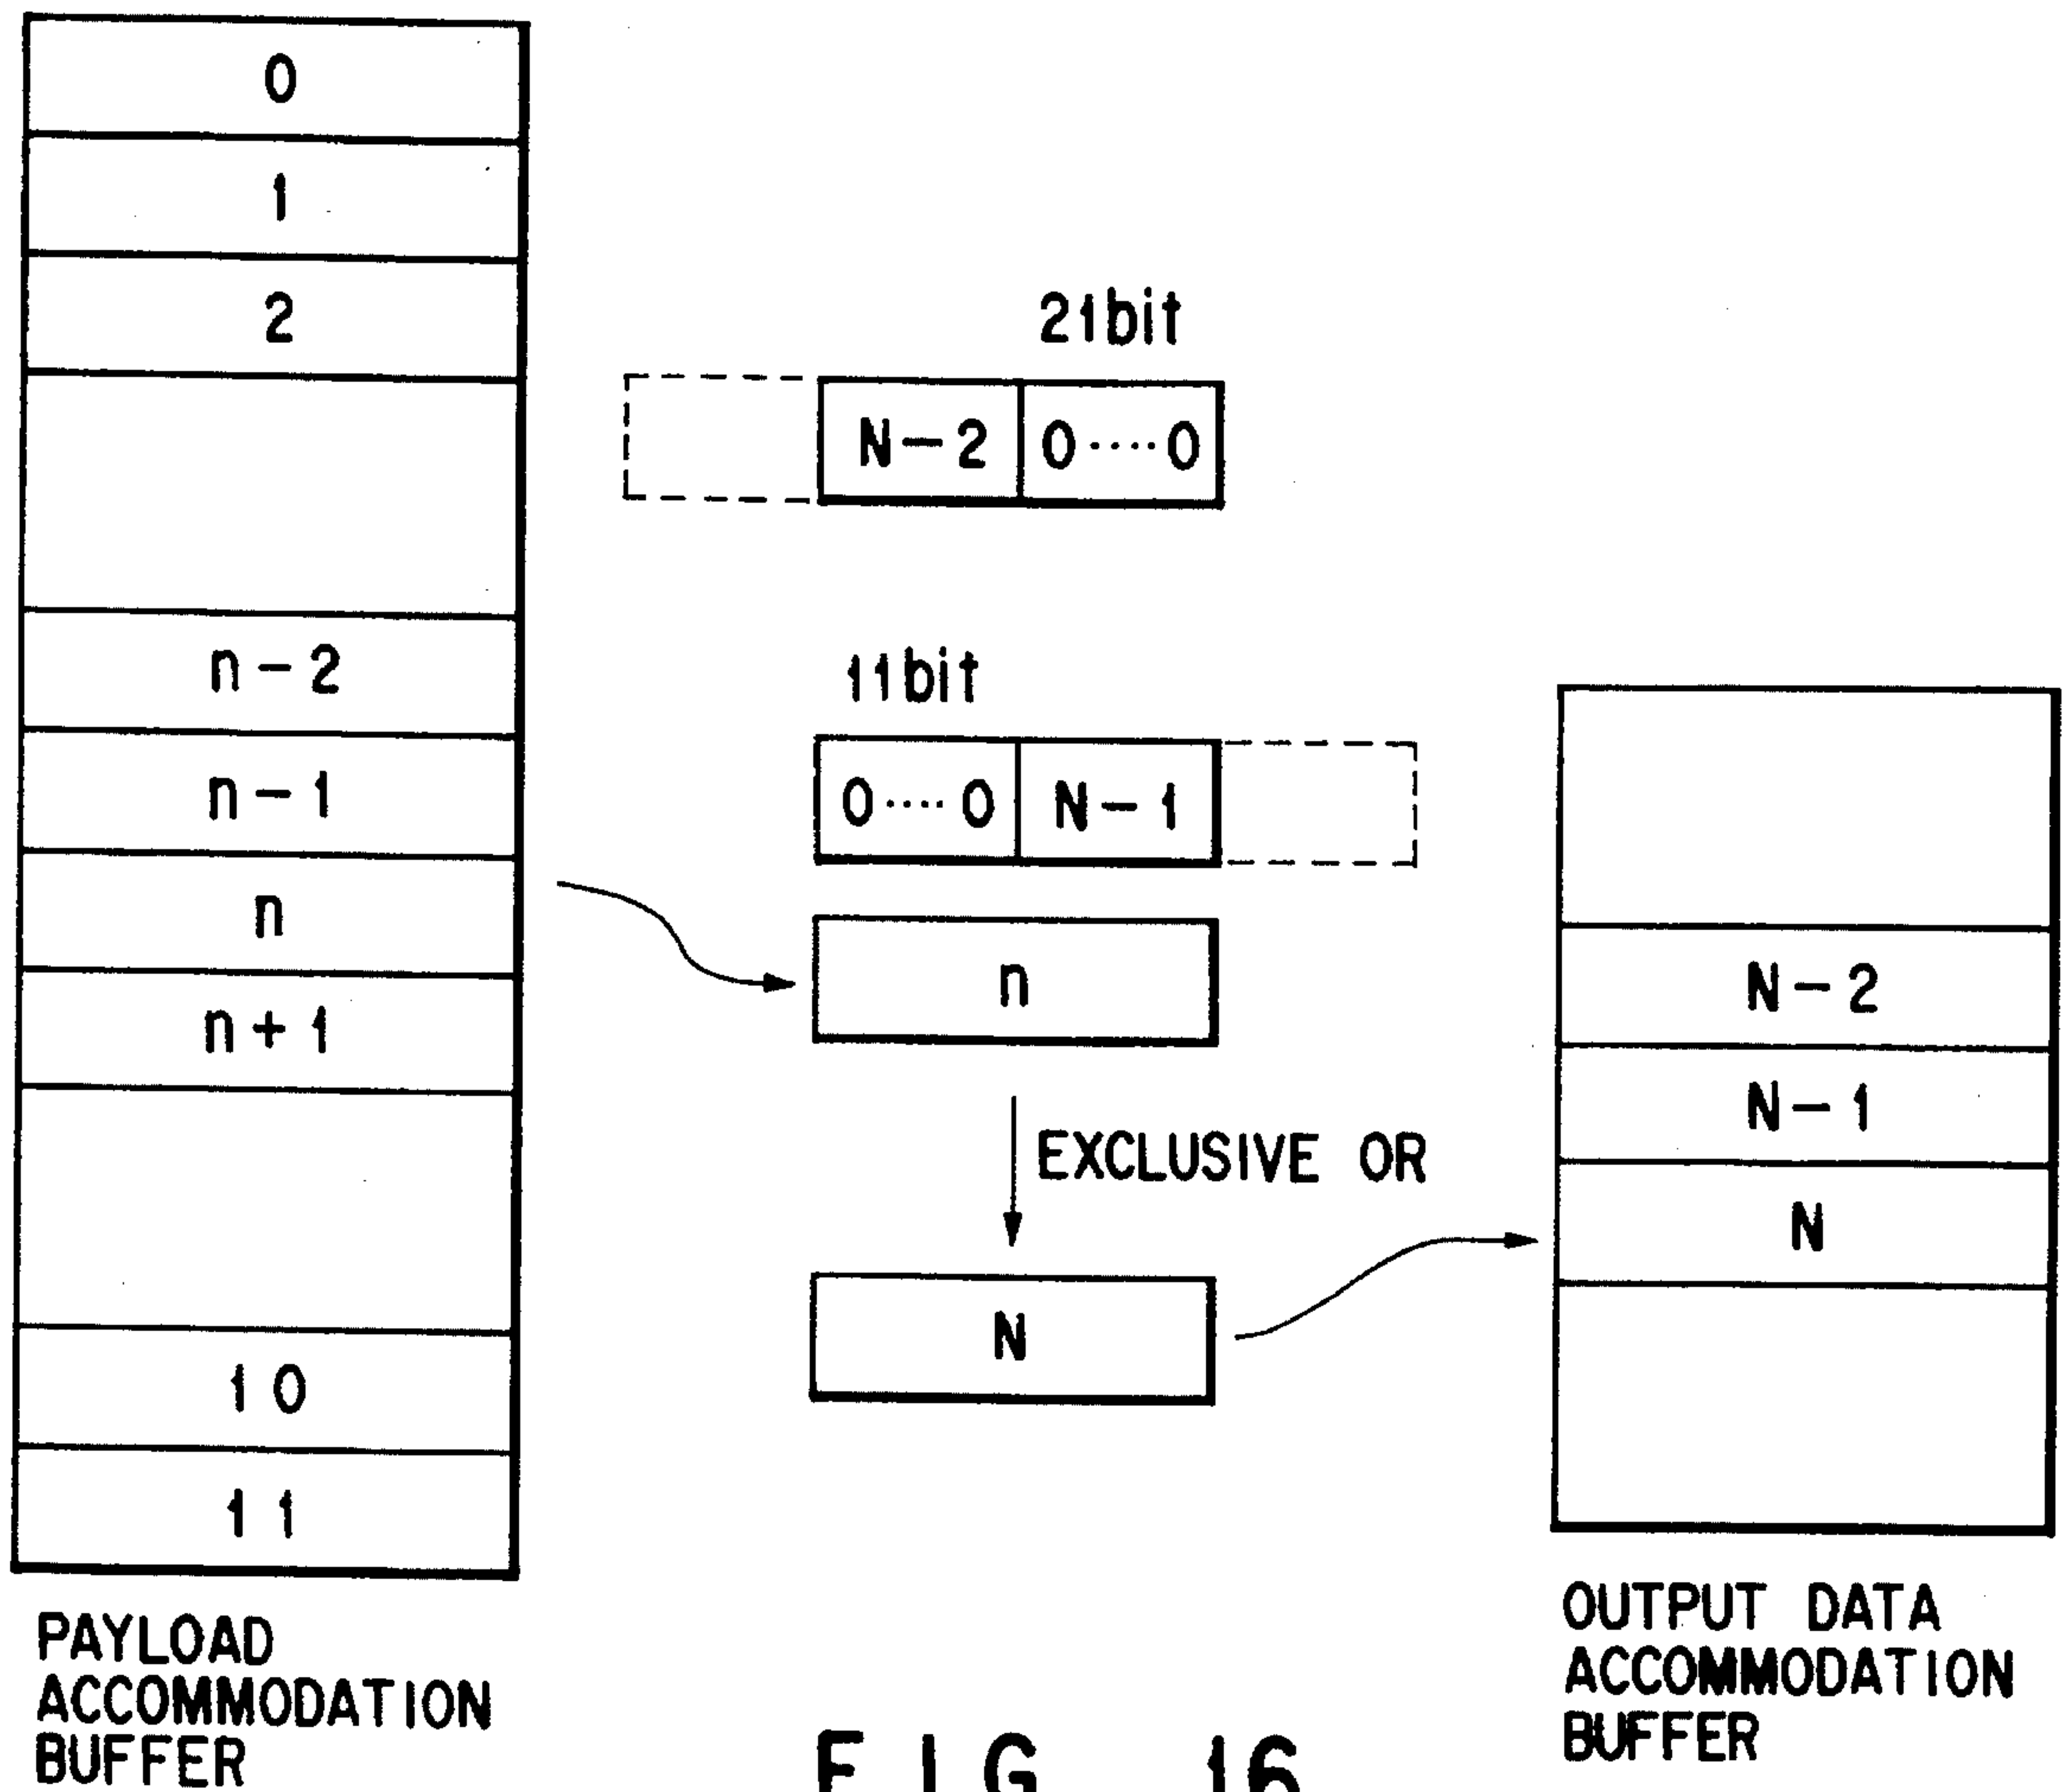 0
1
2
n-2
n-1
n
n+1
10
11
PAYLOAD
ACCOMMODATION
BUFFER
21bit
N-2 0····0
11bit
0····0 N-1
n
EXCLUSIVE OR
N
N-2
N-1
N
OUTPUT DATA
ACCOMMODATION
BUFFER
FIG. 16